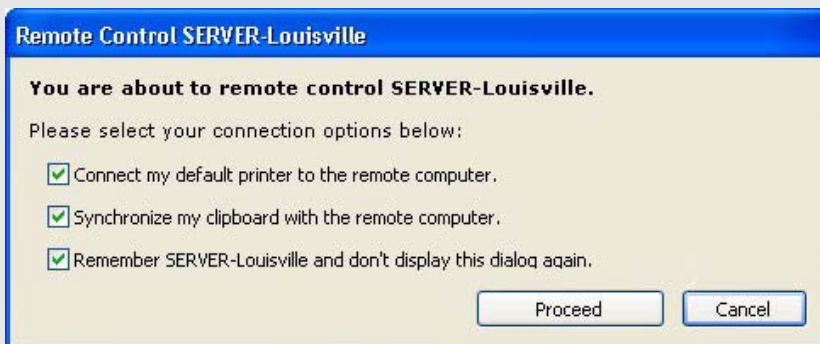 Remote Control SERVER-Louisville
You are about to remote control SERVER-Louisville.
Please select your connection options below:
Connect my default printer to the remote computer.
Synchronize my clipboard with the remote computer.
Remember SERVER-Louisville and don't display this dialog again.
Proceed Cancel